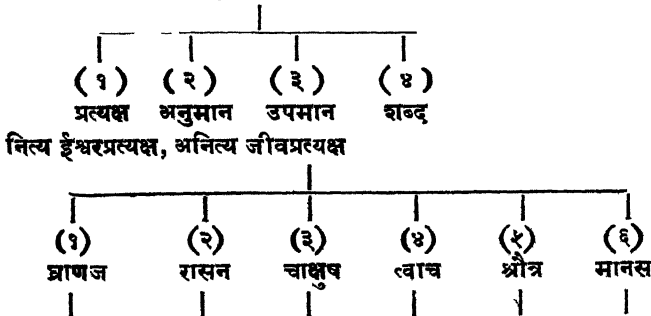 (१) (२) (३) (४)
प्रत्यक्ष अनुमान उपमान शब्द
नित्य ईश्वरप्रत्यक्ष, अनित्य जीवप्रत्यक्ष
(१) (२) (३) (४) (५) (६)
घ्राणज रासन चाक्षुष त्वाच श्रौत्र मानस